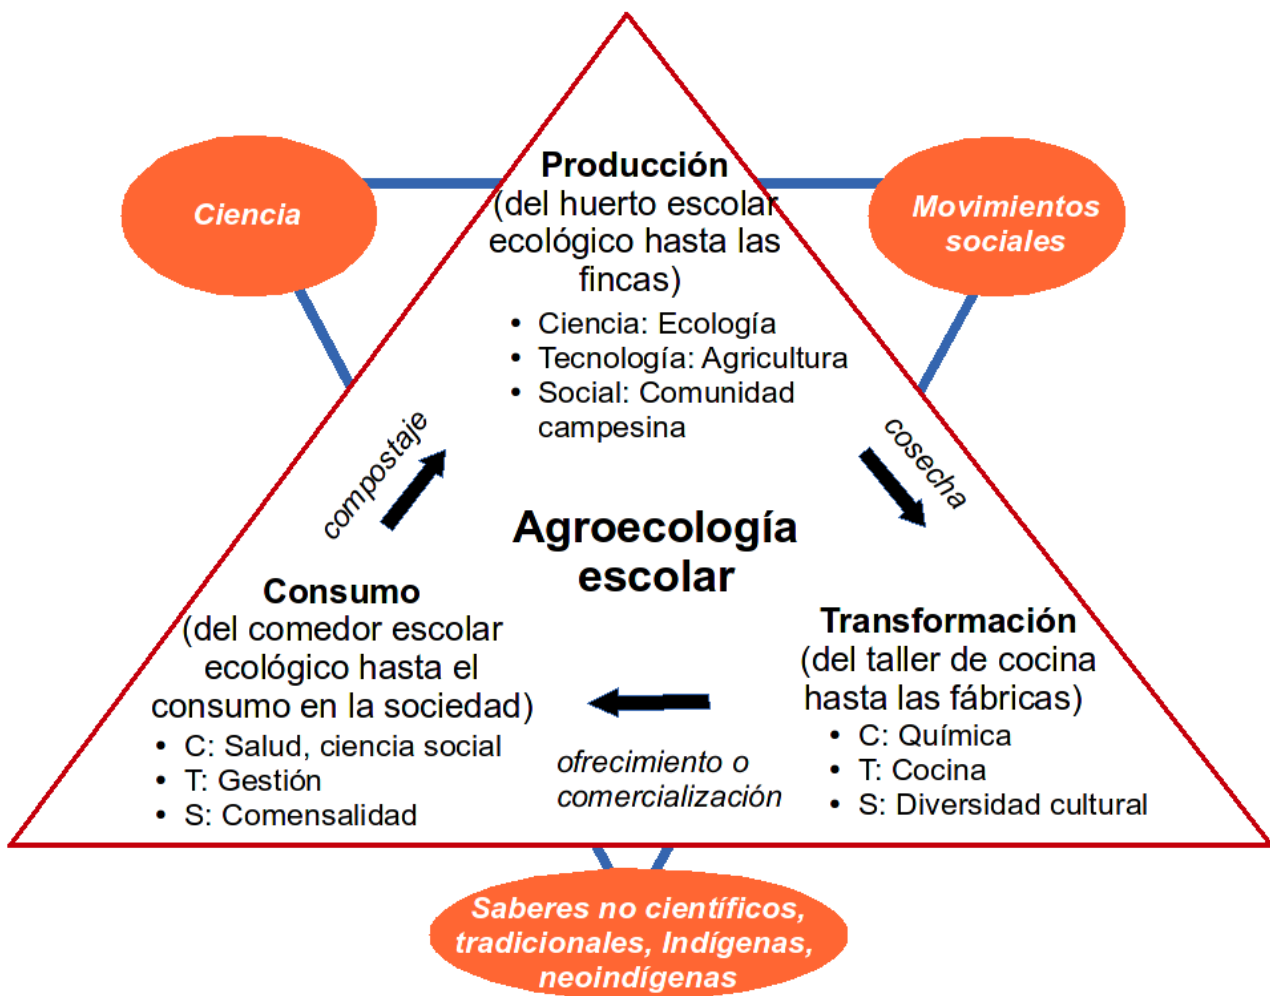 Ciencia
Movimientos
sociales
Producción
(del huerto escolar
ecológico hasta las
fincas)
• Ciencia: Ecología
• Tecnología: Agricultura
• Social: Comunidad
campesina
compostaje
cosecha
Agroecología
escolar
Consumo
(del comedor escolar
ecológico hasta el
consumo en la sociedad)
• C: Salud, ciencia social
• T: Gestión
• S: Comensalidad
Transformación
(del taller de cocina
hasta las fábricas)
• C: Química
• T: Cocina
• S: Diversidad cultural
ofrecimiento o
comercialización
Saberes no científicos,
tradicionales, Indígenas,
neoindígenas